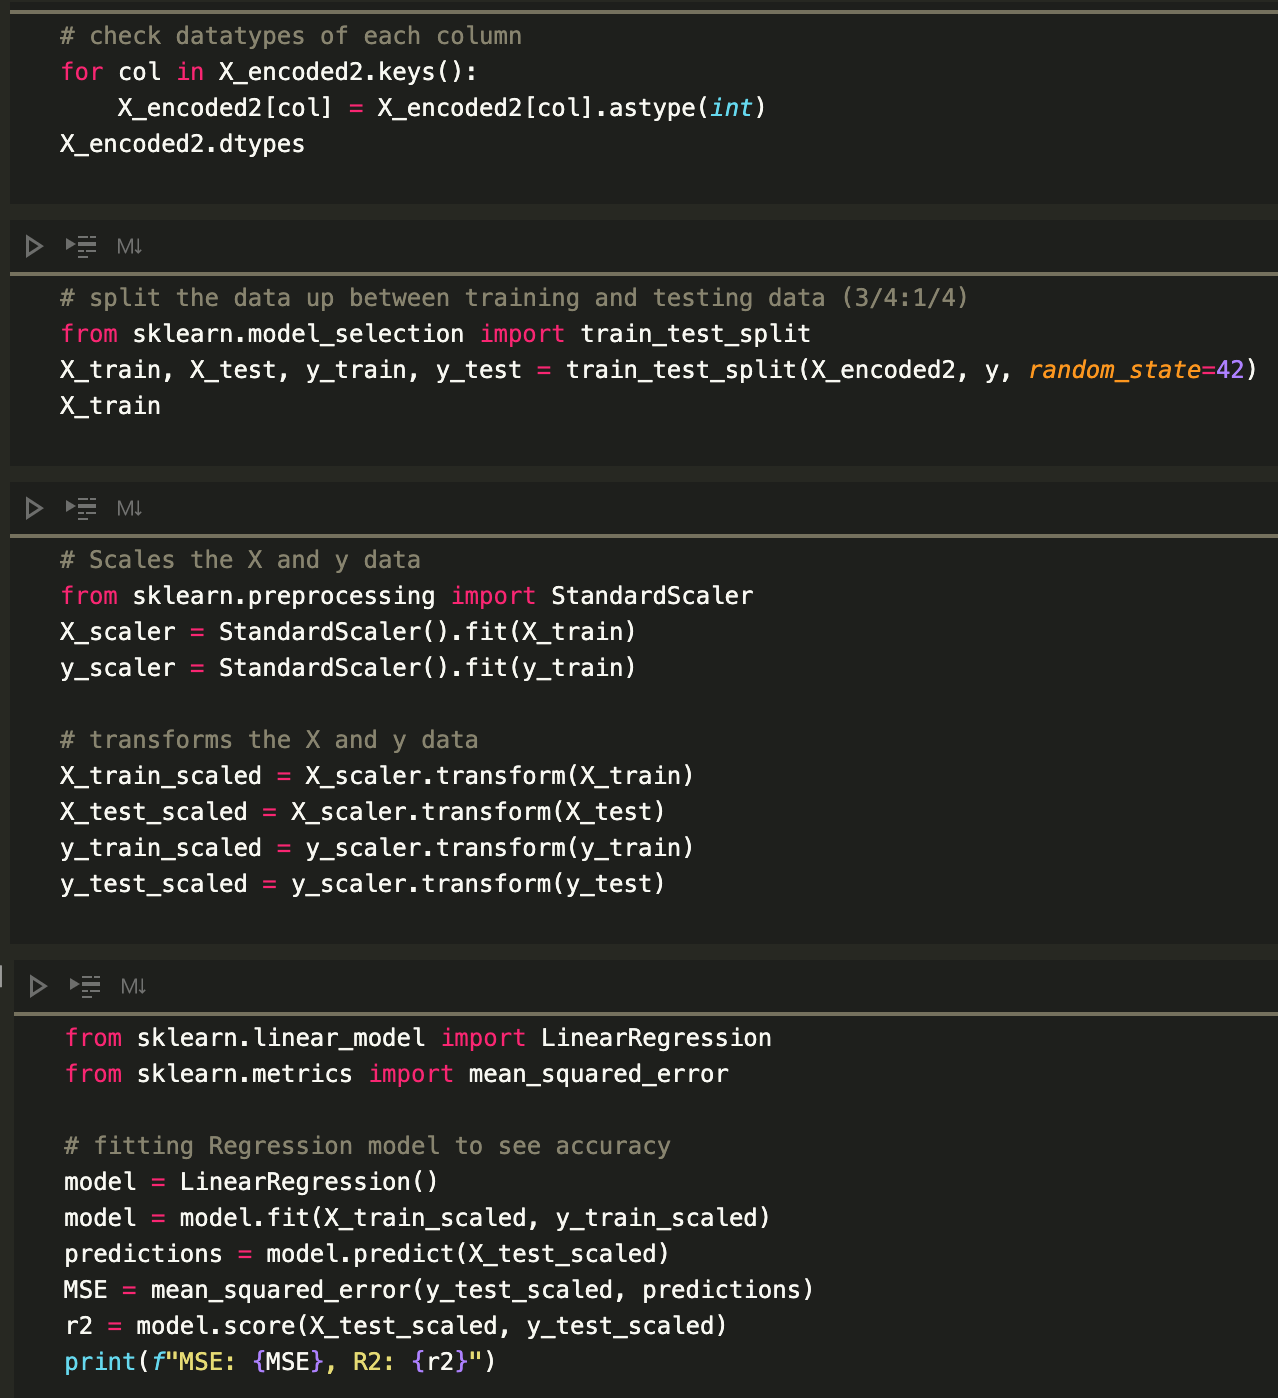 # check datatypes of each column
for col in X_encoded2.keys():
    X_encoded2[col] = X_encoded2[col].astype(int)
X_encoded2.dtypes
M↓
# split the data up between training and testing data (3/4:1/4)
from sklearn.model_selection import train_test_split
X_train, X_test, y_train, y_test = train_test_split(X_encoded2, y, random_state=42)
X_train
M↓
# Scales the X and y data
from sklearn.preprocessing import StandardScaler
X_scaler = StandardScaler().fit(X_train)
y_scaler = StandardScaler().fit(y_train)
# transforms the X and y data
X_train_scaled = X_scaler.transform(X_train)
X_test_scaled = X_scaler.transform(X_test)
y_train_scaled = y_scaler.transform(y_train)
y_test_scaled = y_scaler.transform(y_test)
M↓
from sklearn.linear_model import LinearRegression
from sklearn.metrics import mean_squared_error
# fitting Regression model to see accuracy
model = LinearRegression()
model = model.fit(X_train_scaled, y_train_scaled)
predictions = model.predict(X_test_scaled)
MSE = mean_squared_error(y_test_scaled, predictions)
r2 = model.score(X_test_scaled, y_test_scaled)
print(f"MSE: {MSE}, R2: {r2}")